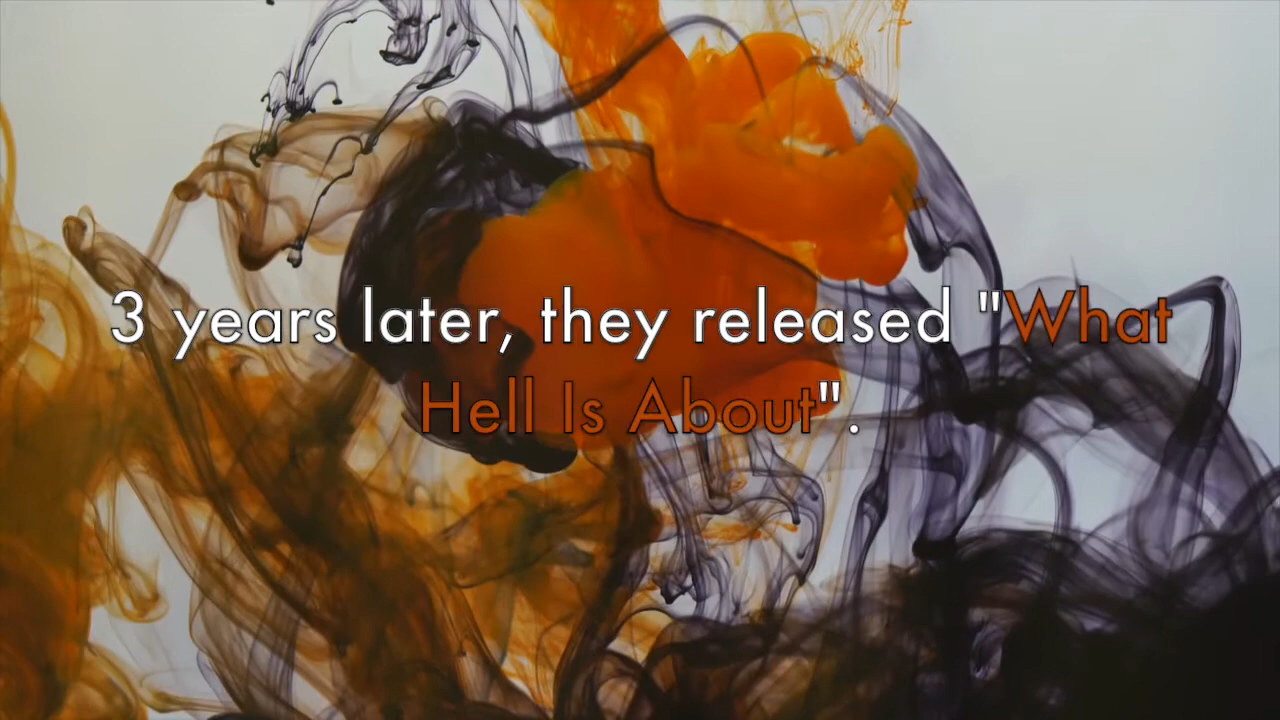 3 years later, they released "What
Hell Is About".